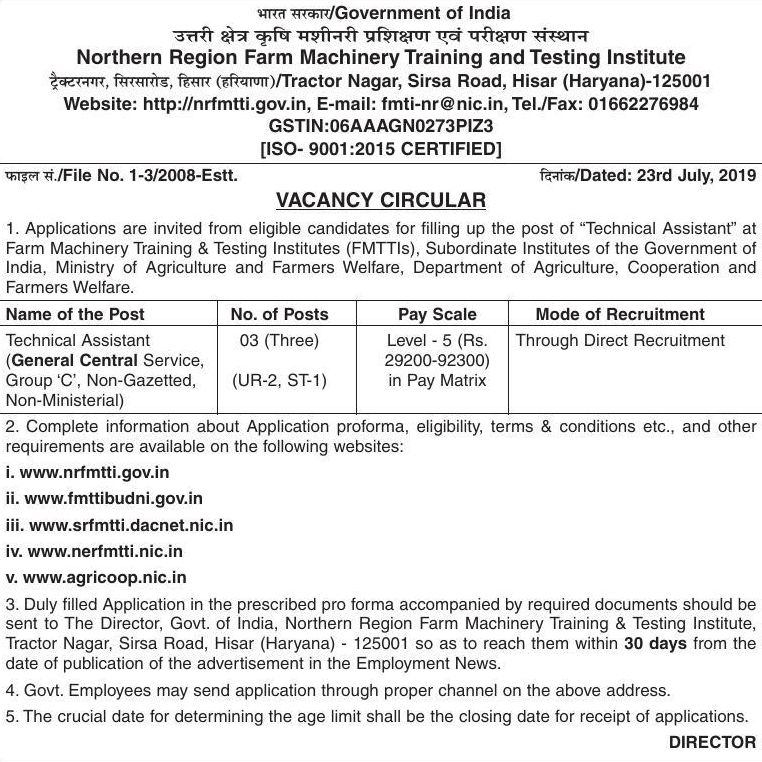 भारत सरकार/Government of India
उत्तरी क्षेत्र कृषि मशीनरी प्रशिक्षण एवं परीक्षण संस्थान
Northern Region Farm Machinery Training and Testing Institute
ट्रैक्टरनगर, सिरसारोड, हिसार (हरियाणा)/Tractor Nagar, Sirsa Road, Hisar (Haryana)-125001
Website: http://nrfmtti.gov.in, E-mail: fmti-nr@nic.in, Tel./Fax: 01662276984
GSTIN:06AAAGN0273PIZ3
[ISO- 9001:2015 CERTIFIED]
फाइल सं./File No. 1-3/2008-Estt. दिनांक/Dated: 23rd July, 2019
VACANCY CIRCULAR
1. Applications are invited from eligible candidates for filling up the post of “Technical Assistant” at
Farm Machinery Training & Testing Institutes (FMTTIs), Subordinate Institutes of the Government of
India, Ministry of Agriculture and Farmers Welfare, Department of Agriculture, Cooperation and
Farmers Welfare.
Name of the Post No. of Posts Pay Scale Mode of Recruitment
Technical Assistant 03 (Three) Level - 5 (Rs. Through Direct Recruitment
(General Central Service, 29200-92300)
Group ‘C’, Non-Gazetted, (UR-2, ST-1) in Pay Matrix
Non-Ministerial)
2. Complete information about Application proforma, eligibility, terms & conditions etc., and other
requirements are available on the following websites:
i. www.nrfmtti.gov.in
ii. www.fmttibudni.gov.in
iii. www.srfmtti.dacnet.nic.in
iv. www.nerfmtti.nic.in
v. www.agricoop.nic.in
3. Duly filled Application in the prescribed pro forma accompanied by required documents should be
sent to The Director, Govt. of India, Northern Region Farm Machinery Training & Testing Institute,
Tractor Nagar, Sirsa Road, Hisar (Haryana) - 125001 so as to reach them within 30 days from the
date of publication of the advertisement in the Employment News.
4. Govt. Employees may send application through proper channel on the above address.
5. The crucial date for determining the age limit shall be the closing date for receipt of applications.
DIRECTOR